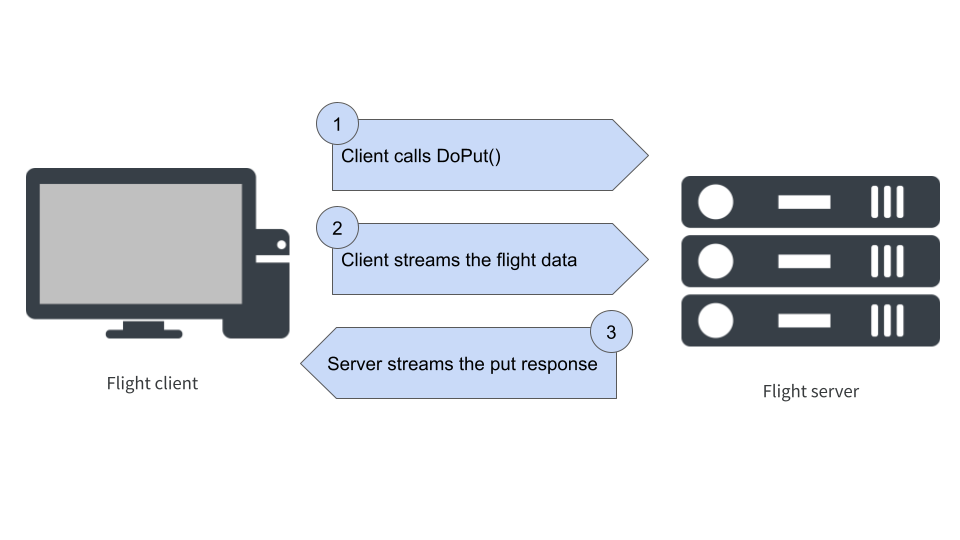 1
Client calls DoPut()
2
Client streams the flight data
3
Server streams the put response
Flight client
Flight server